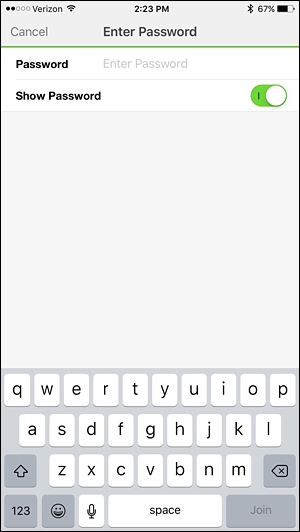 Verizon 2:23 PM 67%
Cancel Enter Password
Password Enter Password
Show Password
q w e r t y u i o p
a s d f g h j k l
z x c v b n m
123 space Join